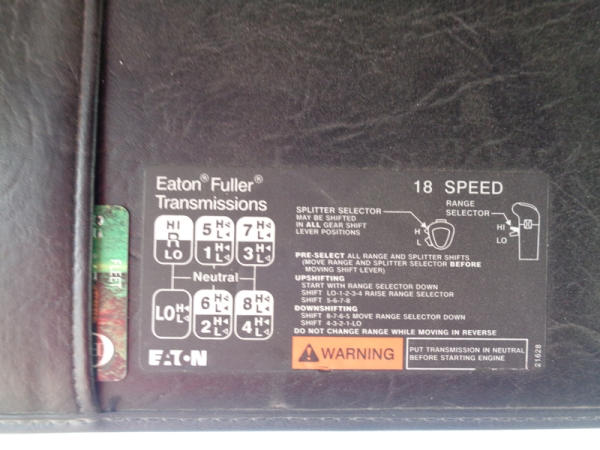 Eaton® Fuller®
Transmissions
18 SPEED
HI
LO
R
5 H L
1 H L
7 H L
3 H L
Neutral
LO H L
6 H L
2 H L
8 H L
4 H L
EATON
SPLITTER SELECTOR
MAY BE SHIFTED
IN ALL GEAR SHIFT
LEVER POSITIONS
H
L
RANGE
SELECTOR
HI
LO
PRE-SELECT ALL RANGE AND SPLITTER SHIFTS
(MOVE RANGE AND SPLITTER SELECTOR BEFORE
MOVING SHIFT LEVER)
UPSHIFTING
START WITH RANGE SELECTOR DOWN
SHIFT LO-1-2-3-4 RAISE RANGE SELECTOR
SHIFT 5-6-7-8
DOWNSHIFTING
SHIFT 8-7-6-5 MOVE RANGE SELECTOR DOWN
SHIFT 4-3-2-1-LO
DO NOT CHANGE RANGE WHILE MOVING IN REVERSE
WARNING
PUT TRANSMISSION IN NEUTRAL
BEFORE STARTING ENGINE
21628
FLEET